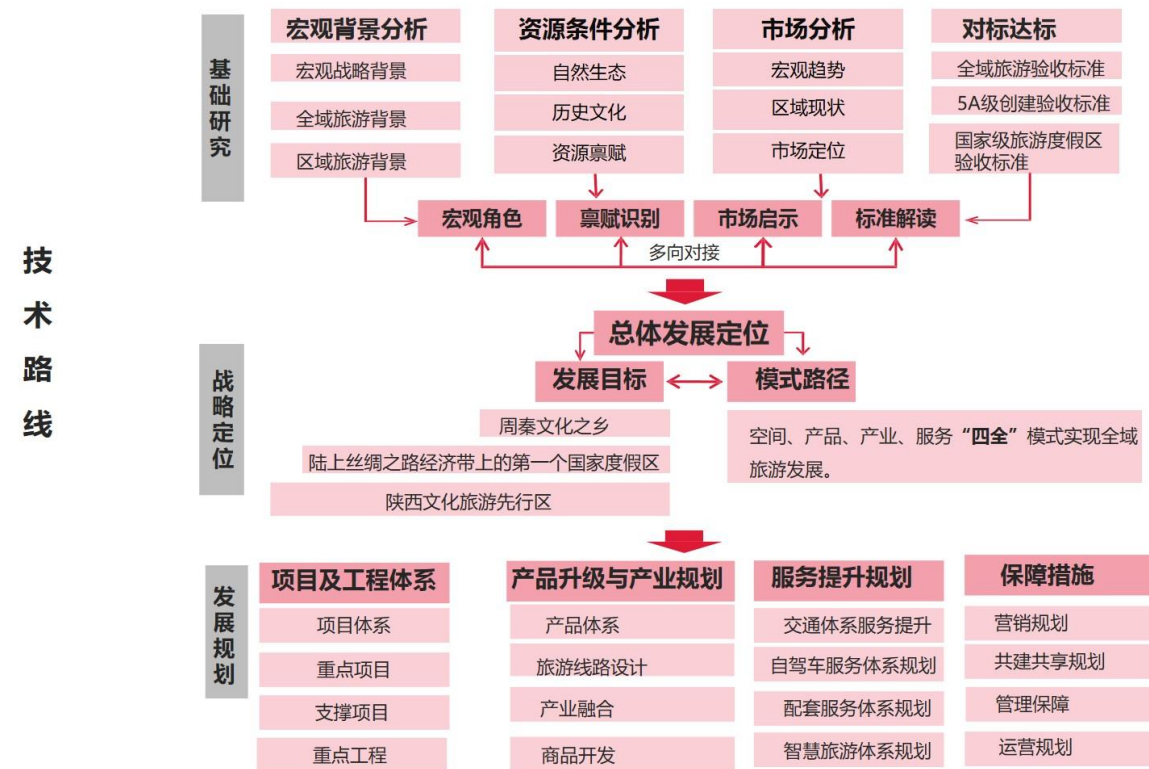 技术路线
基础研究
宏观背景分析
宏观战略背景
全域旅游背景
区域旅游背景
资源条件分析
自然生态
历史文化
资源禀赋
市场分析
宏观趋势
区域现状
市场定位
对标达标
全域旅游验收标准
5A级创建验收标准
国家级旅游度假区
验收标准
宏观角色
禀赋识别
市场启示
标准解读
多向对接
战略定位
总体发展定位
发展目标
模式路径
周秦文化之乡
陆上丝绸之路经济带上的第一个国家度假区
陕西文化旅游先行区
空间、产品、产业、服务“四全”模式实现全域
旅游发展。
发展规划
项目及工程体系
项目体系
重点项目
支撑项目
重点工程
产品升级与产业规划
产品体系
旅游线路设计
产业融合
商品开发
服务提升规划
交通体系服务提升
自驾车服务体系规划
配套服务体系规划
智慧旅游体系规划
保障措施
营销规划
共建共享规划
管理保障
运营规划